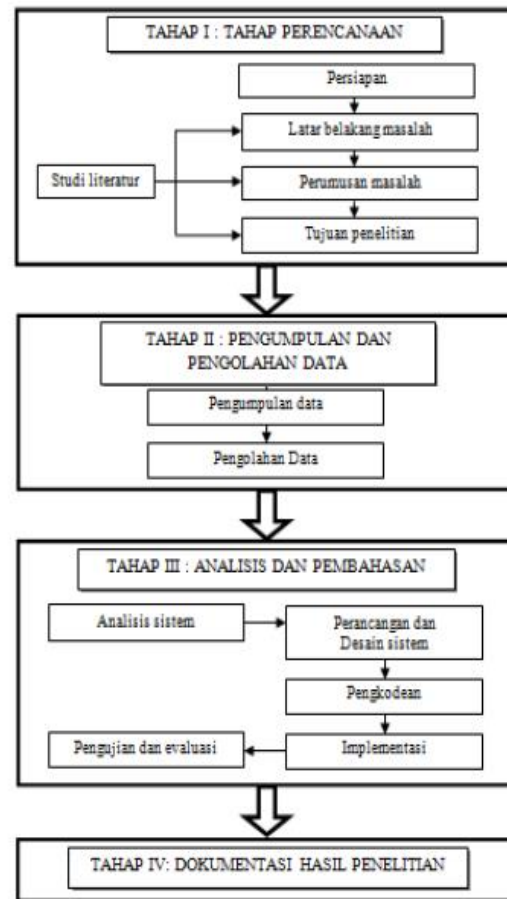 TAHAP I : TAHAP PERENCANAAN
Persiapan
Latar belakang masalah
Studi literatur
Perumusan masalah
Tujuan penelitian
TAHAP II : PENGUMPULAN DAN
PENGOLAHAN DATA
Pengumpulan data
Pengolahan Data
TAHAP III : ANALISIS DAN PEMBAHASAN
Analisis sistem
Perancangan dan
Desain sistem
Pengkodean
Pengujian dan evaluasi
Implementasi
TAHAP IV: DOKUMENTASI HASIL PENELITIAN